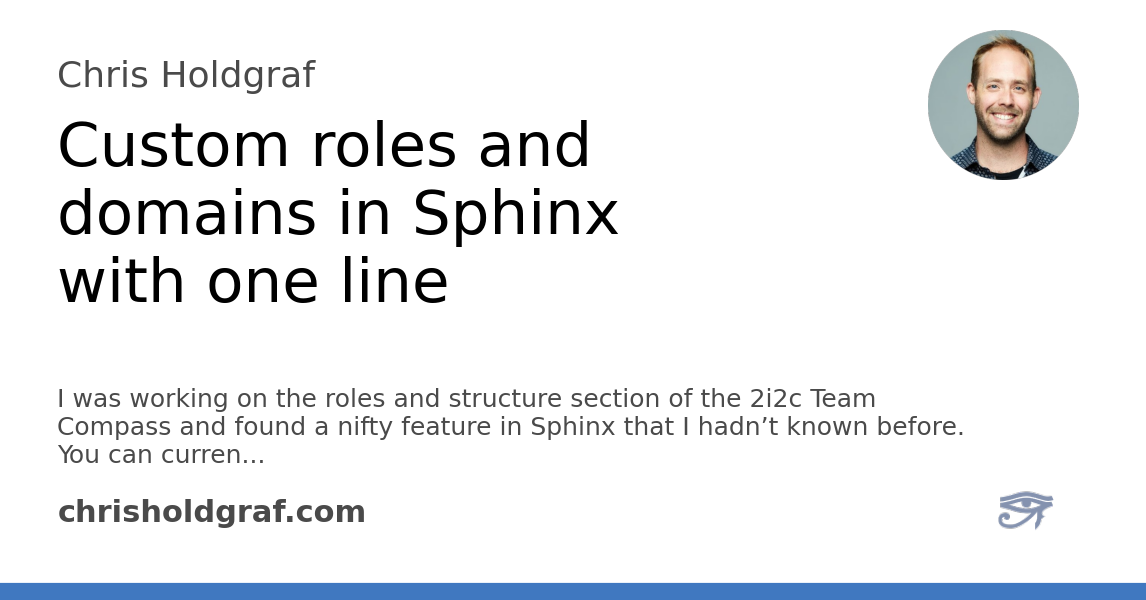 Chris Holdgraf
Custom roles and
domains in Sphinx
with one line
I was working on the roles and structure section of the 2i2c Team
Compass and found a nifty feature in Sphinx that I hadn’t known before.
You can curren...
chrisholdgraf.com